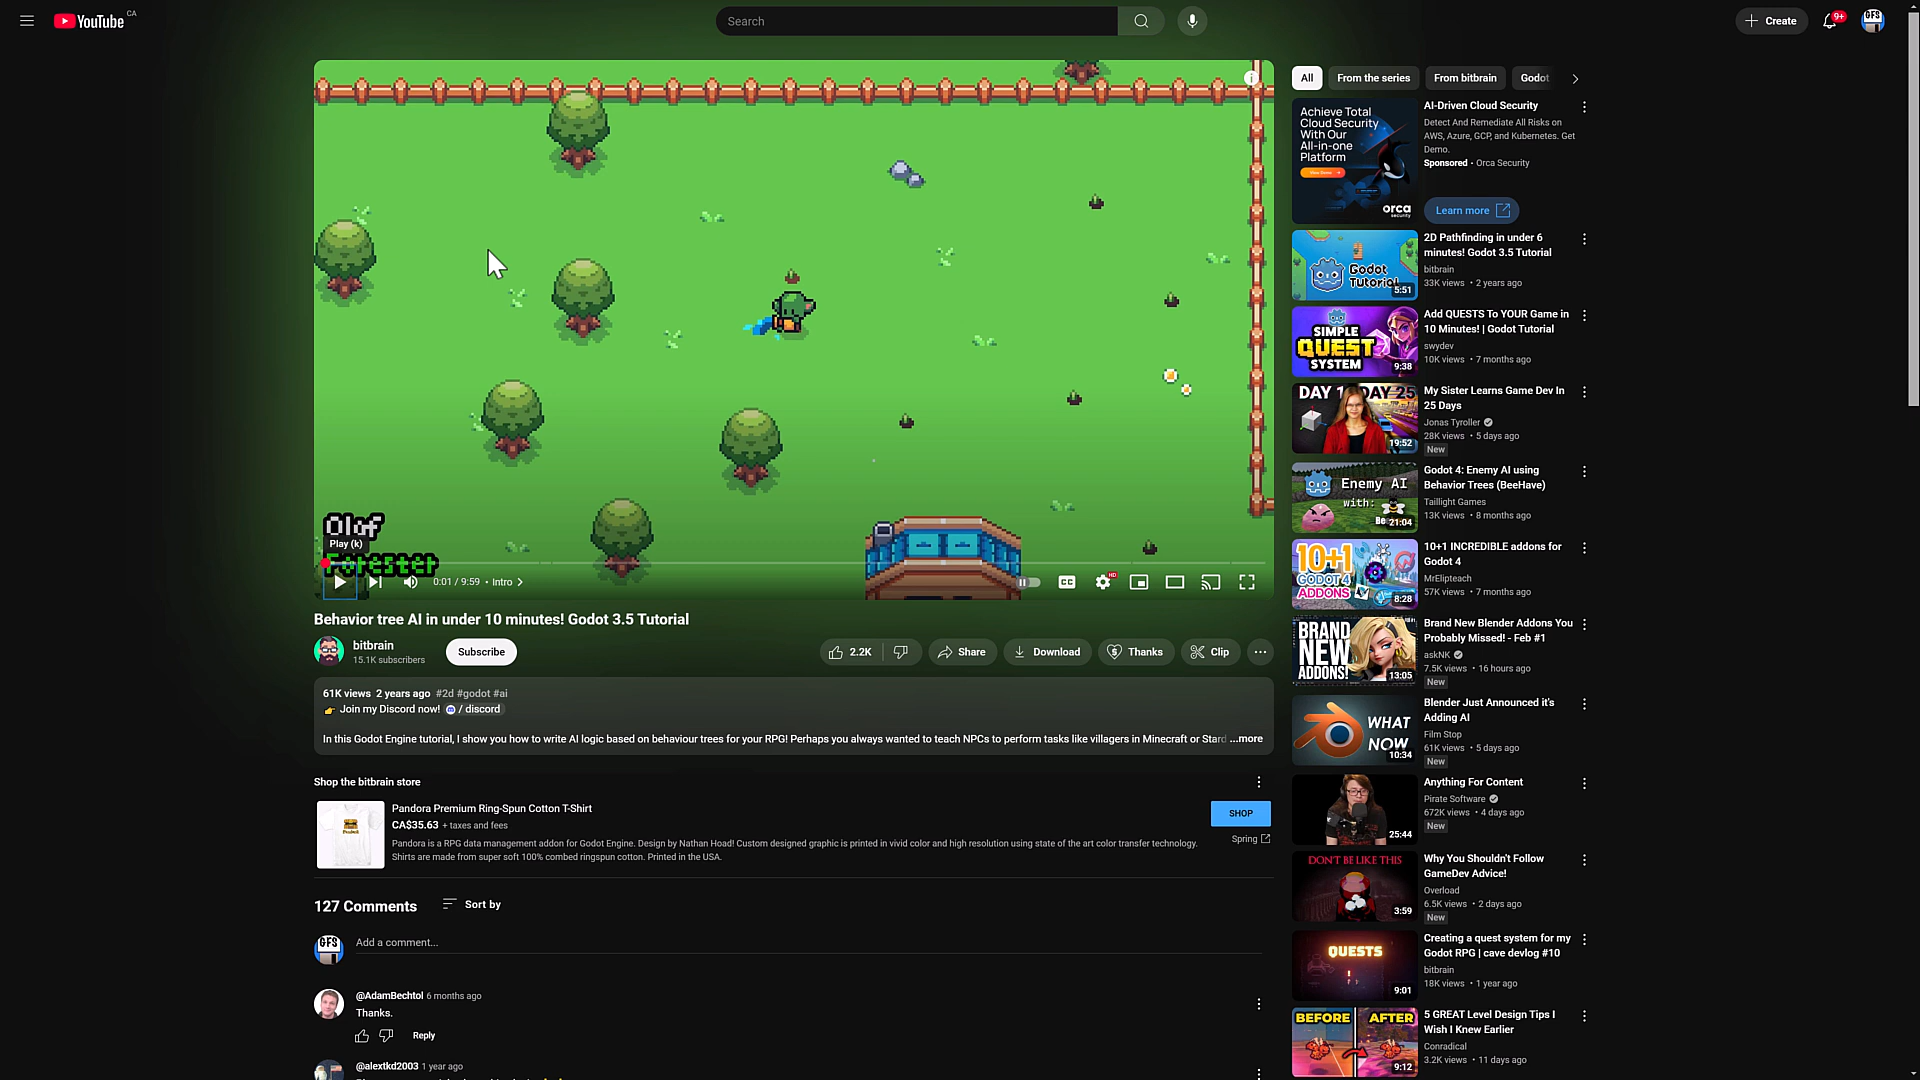 YouTube CA
Search
Create
9+
GFS
Olof
Forester
Play (k)
0:01 / 9:59 • Intro
CC
HD
Behavior tree AI in under 10 minutes! Godot 3.5 Tutorial
bitbrain
15.1K subscribers
Subscribe
2.2K
Share
Download
Thanks
Clip
61K views 2 years ago #2d #godot #ai
👉 Join my Discord now! / discord
In this Godot Engine tutorial, I show you how to write AI logic based on behaviour trees for your RPG! Perhaps you always wanted to teach NPCs to perform tasks like villagers in Minecraft or Stard ...more
Shop the bitbrain store
Pandora Premium Ring-Spun Cotton T-Shirt
CA$35.63 + taxes and fees
Pandora is a RPG data management addon for Godot Engine. Design by Nathan Hoad! Custom designed graphic is printed in vivid color and high resolution using state of the art color transfer technology.
Shirts are made from super soft 100% combed ringspun cotton. Printed in the USA.
SHOP
Spring
127 Comments
Sort by
GFS
Add a comment...
@AdamBechtol 6 months ago
Thanks.
Reply
@alextkd2003 1 year ago
All
From the series
From bitbrain
Godot
Achieve Total
Cloud Security
With Our
All-in-one
Platform
orca
security
AI-Driven Cloud Security
Detect And Remediate All Risks on
AWS, Azure, GCP, and Kubernetes. Get
Demo.
Sponsored • Orca Security
Learn more
Godot
Tutorial
5:51
2D Pathfinding in under 6
minutes! Godot 3.5 Tutorial
bitbrain
33K views • 2 years ago
SIMPLE
QUEST
SYSTEM
9:38
Add QUESTS To YOUR Game in
10 Minutes! | Godot Tutorial
swydev
10K views • 7 months ago
DAY 1 DAY 25
19:52
My Sister Learns Game Dev In
25 Days
Jonas Tyroller
28K views • 5 days ago
New
Enemy AI
with:
Be
21:04
Godot 4: Enemy AI using
Behavior Trees (BeeHave)
Taillight Games
13K views • 8 months ago
10+1
GODOT 4
ADDONS
8:28
10+1 INCREDIBLE addons for
Godot 4
MrElipteach
57K views • 7 months ago
BRAND
NEW
ADDONS!
13:05
Brand New Blender Addons You
Probably Missed! - Feb #1
askNK
7.5K views • 16 hours ago
New
WHAT
NOW
10:34
Blender Just Announced it's
Adding AI
Film Stop
61K views • 5 days ago
New
25:44
Anything For Content
Pirate Software
672K views • 4 days ago
New
DON'T BE LIKE THIS
3:59
Why You Shouldn't Follow
GameDev Advice!
Overload
6.5K views • 2 days ago
New
QUESTS
9:01
Creating a quest system for my
Godot RPG | cave devlog #10
bitbrain
18K views • 1 year ago
BEFORE AFTER
9:12
5 GREAT Level Design Tips I
Wish I Knew Earlier
Conradical
3.2K views • 11 days ago